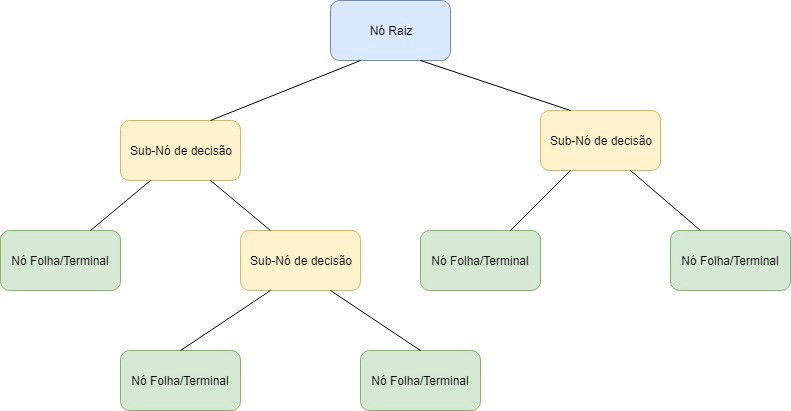 Nó Raiz
Sub-Nó de decisão
Sub-Nó de decisão
Nó Folha/Terminal
Sub-Nó de decisão
Nó Folha/Terminal
Nó Folha/Terminal
Nó Folha/Terminal
Nó Folha/Terminal